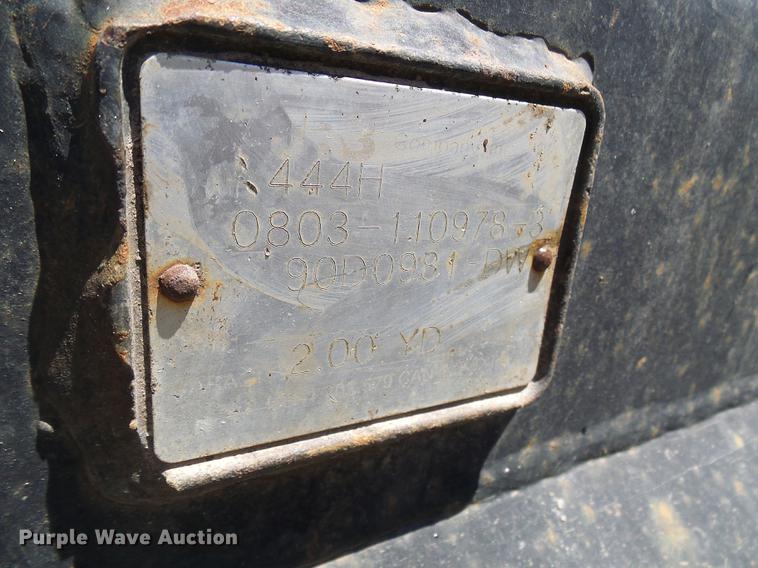 444H
0803-110978-3
90D0981-DW
2.00 YD
Purple Wave Auction